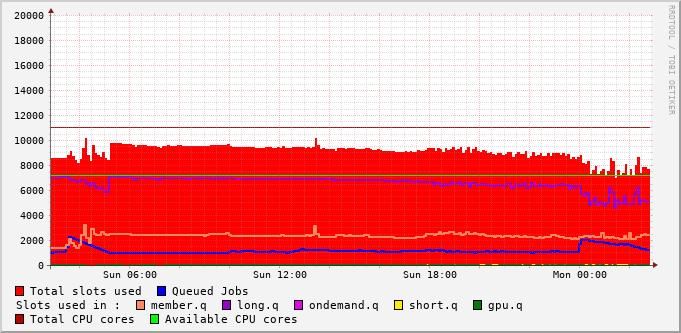 20000
18000
16000
14000
12000
10000
8000
6000
4000
2000
0
Sun 06:00 Sun 12:00 Sun 18:00 Mon 00:00
Total slots used Queued Jobs
Slots used in : member.q long.q ondemand.q short.q gpu.q
Total CPU cores Available CPU cores
RRDTOOL / TOBI OETIKER